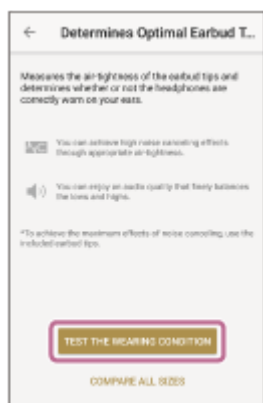 Determines Optimal Earbud T...
Measures the air-tightness of the earbud tips and
determines whether or not the headphones are
correctly worn on your ears.
You can achieve high noise canceling effects
through appropriate air-tightness.
You can enjoy an audio quality that finely balances
the lows and highs.
*To achieve the maximum effects of noise canceling, use the
included earbud tips.
TEST THE WEARING CONDITION
COMPARE ALL SIZES